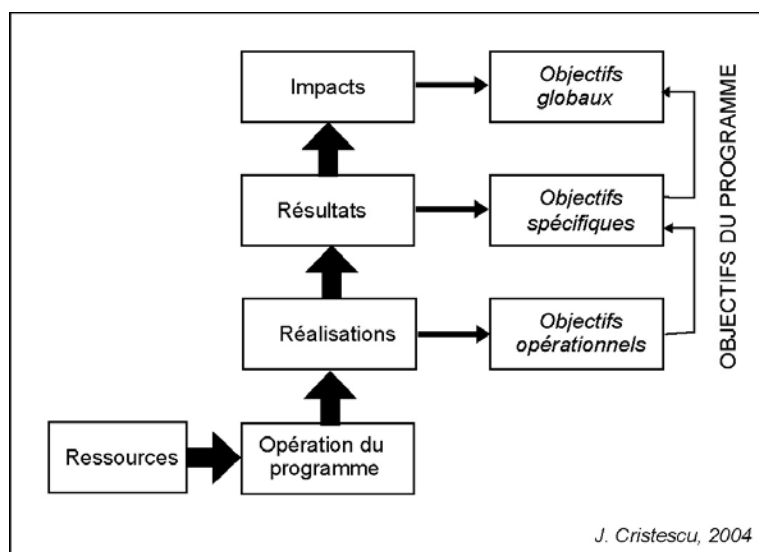 Impacts
Objectifs
globaux
Résultats
Objectifs
spécifiques
Réalisations
Objectifs
opérationnels
Ressources
Opération du
programme
OBJECTIFS DU PROGRAMME
J. Cristescu, 2004